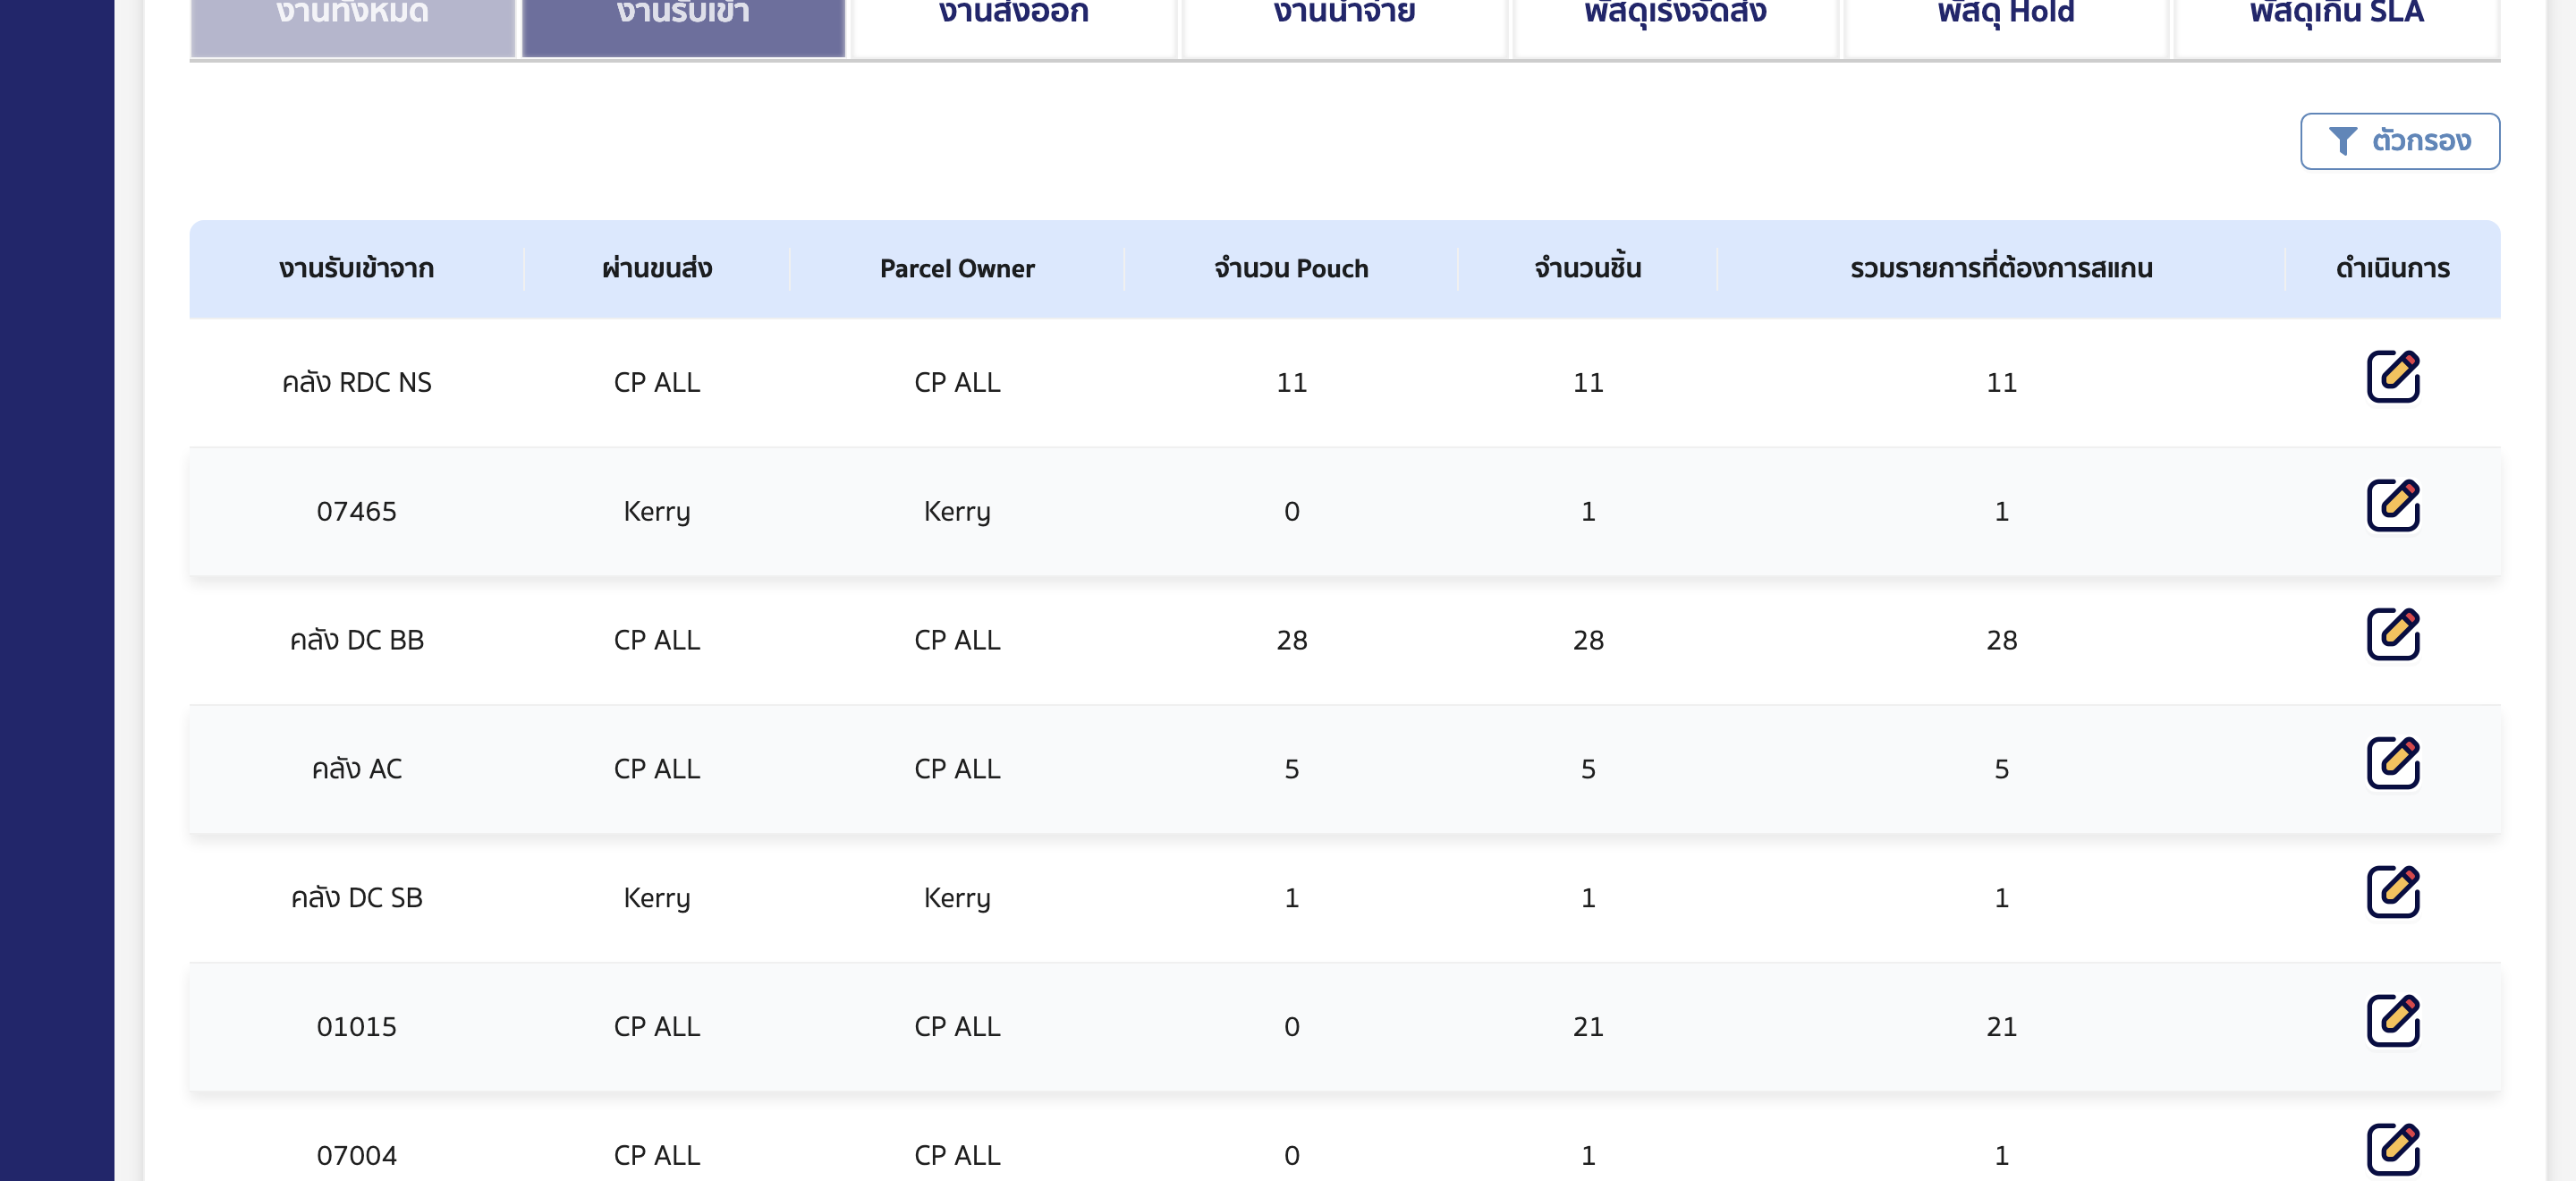 งานทั้งหมด งานรับเข้า งานส่งออก งานนำจ่าย พัสดุเร่งจัดส่ง พัสดุ Hold พัสดุเกิน SLA
ตัวกรอง
งานรับเข้าจาก ผ่านขนส่ง Parcel Owner จำนวน Pouch จำนวนชิ้น รวมรายการที่ต้องการสแกน ดำเนินการ
คลัง RDC NS CP ALL CP ALL 11 11 11
07465 Kerry Kerry 0 1 1
คลัง DC BB CP ALL CP ALL 28 28 28
คลัง AC CP ALL CP ALL 5 5 5
คลัง DC SB Kerry Kerry 1 1 1
01015 CP ALL CP ALL 0 21 21
07004 CP ALL CP ALL 0 1 1